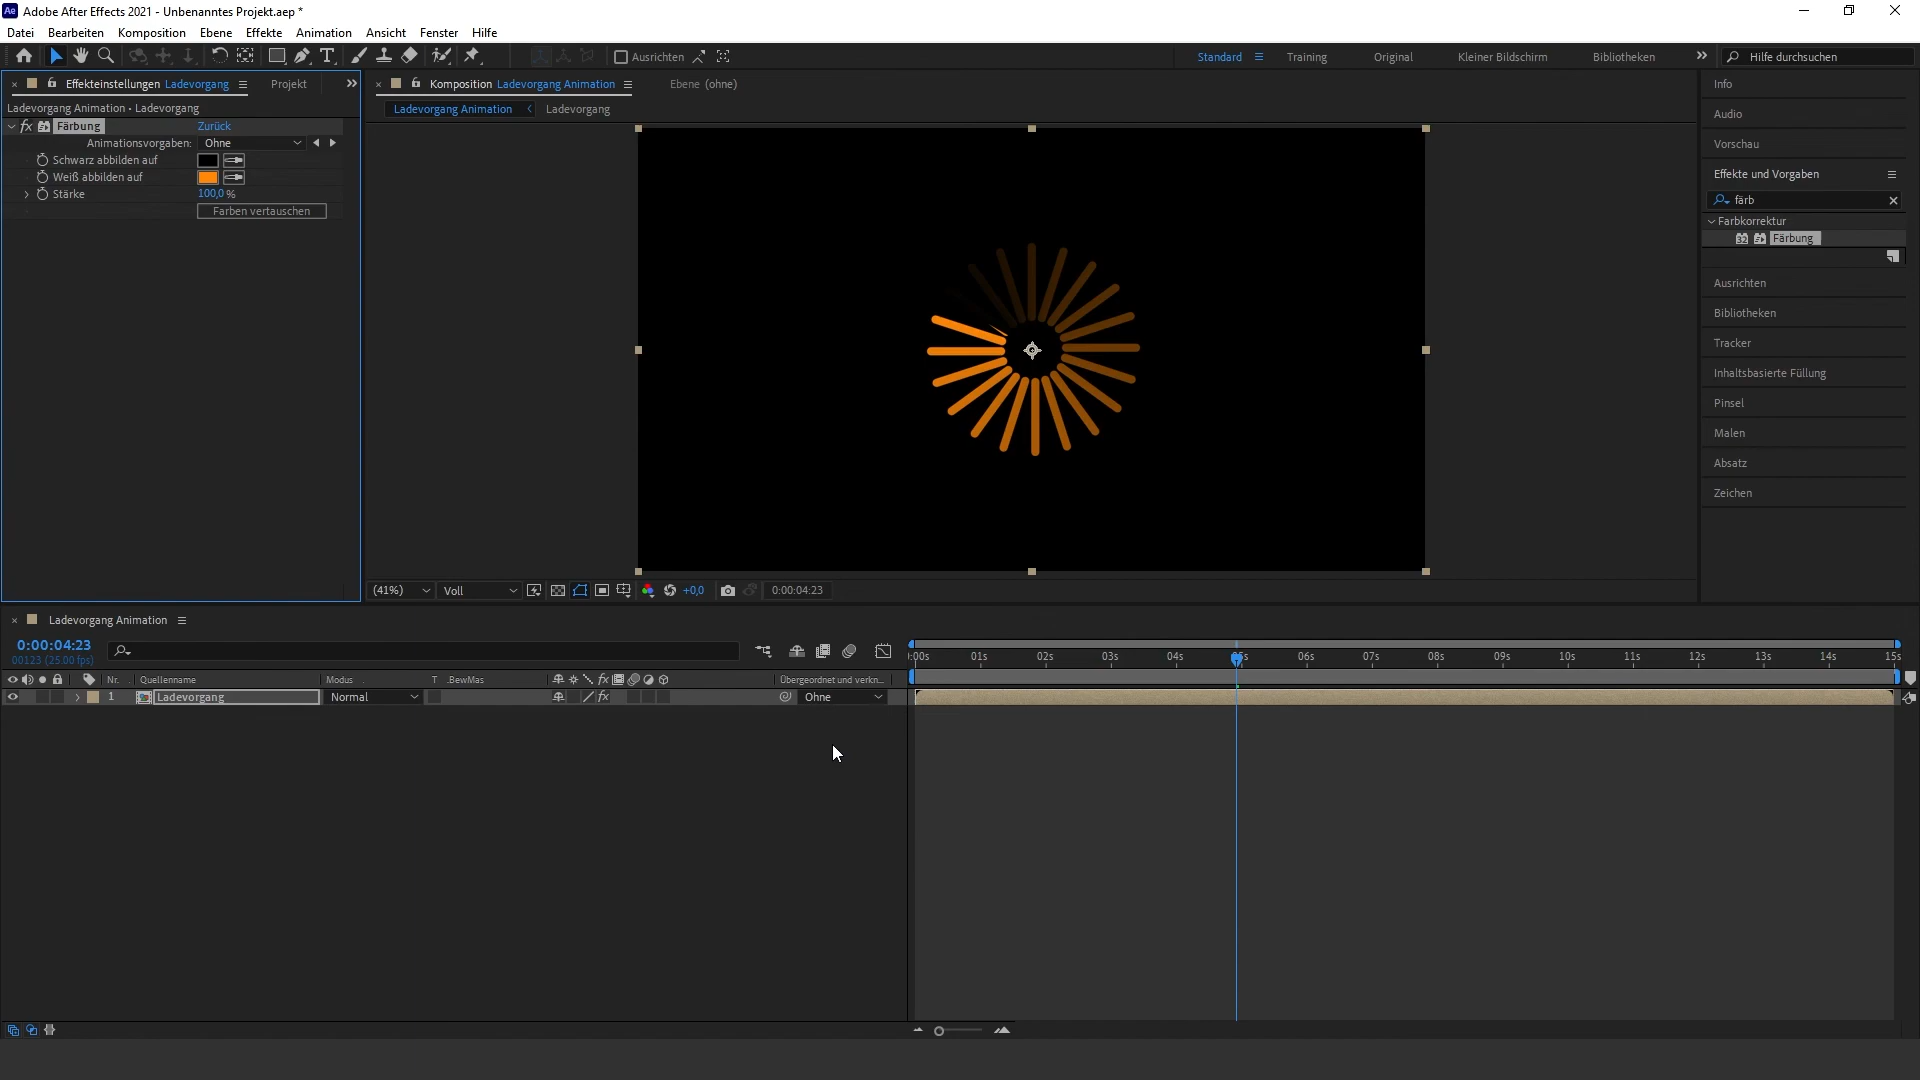 Ae Adobe After Effects 2021 - Unbenanntes Projekt.aep *
Datei Bearbeiten Komposition Ebene Effekte Animation Ansicht Fenster Hilfe
Ausrichten Standard Training Original Kleiner Bildschirm Bibliotheken Hilfe durchsuchen
Effekteinstellungen Ladevorgang Projekt
Ladevorgang Animation • Ladevorgang
fx Färbung Zurück
Animationsvorgaben: Ohne
Schwarz abbilden auf
Weiß abbilden auf
Stärke 100,0 %
Farben vertauschen
Komposition Ladevorgang Animation Ebene (ohne)
Ladevorgang Animation Ladevorgang
(41%) Voll +0,0 0:00:04:23
Info
Audio
Vorschau
Effekte und Vorgaben
färb
Farbkorrektur
32 Färbung
Ausrichten
Bibliotheken
Tracker
Inhaltsbasierte Füllung
Pinsel
Malen
Absatz
Zeichen
Ladevorgang Animation
0:00:04:23
00123 (25.00 fps)
Nr. Quellenname Modus T .BewMas Übergeordnet und verkn...
1 Ladevorgang Normal fx Ohne
:00s 01s 02s 03s 04s 05s 06s 07s 08s 09s 10s 11s 12s 13s 14s 15s